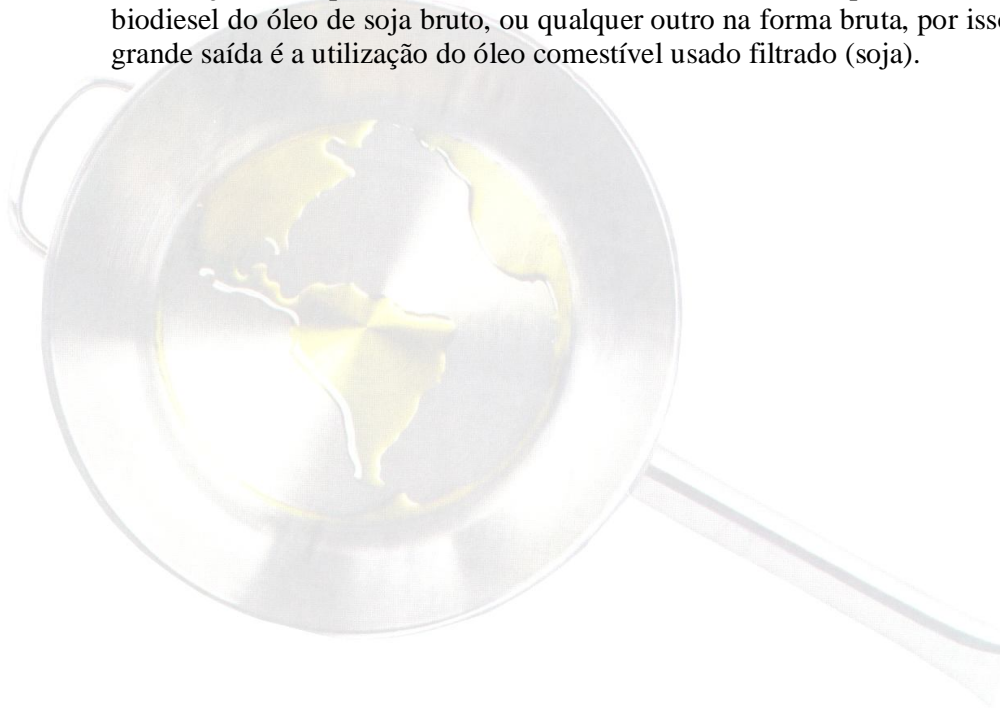 biodiesel do óleo de soja bruto, ou qualquer outro na forma bruta, por isso
grande saída é a utilização do óleo comestível usado filtrado (soja).